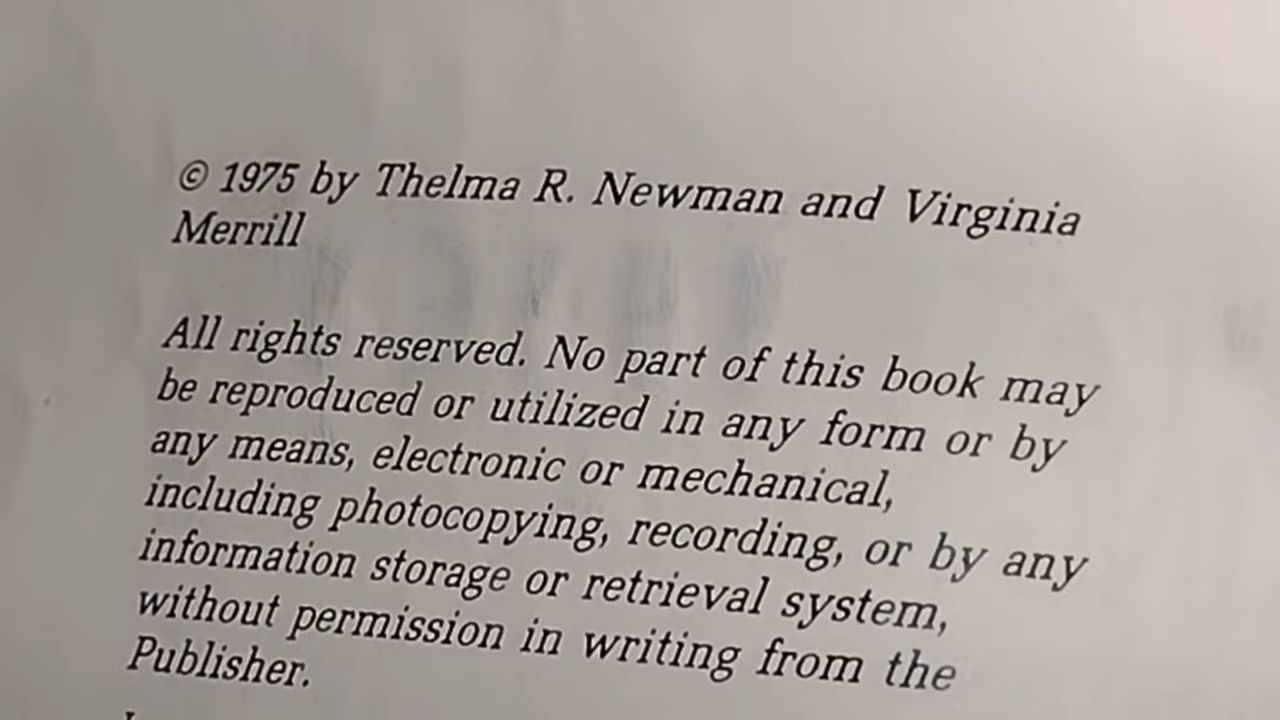 © 1975 by Thelma R. Newman and Virginia
Merrill
All rights reserved. No part of this book may
be reproduced or utilized in any form or by
any means, electronic or mechanical,
including photocopying, recording, or by any
information storage or retrieval system,
without permission in writing from the
Publisher.